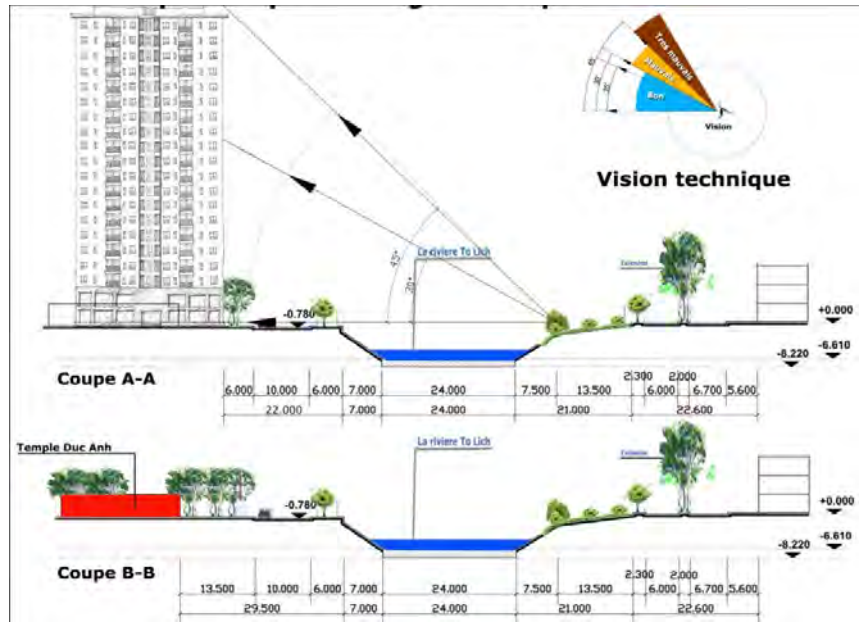 Tres mauvais
Mauvais
Bon
Vision
Vision technique
45°
30°
La riviere To Lich
-0.780
+0.000
-6.610
-8.220
Coupe A-A
2.300 2.000
6.000 10.000 6.000 7.000 24.000 7.500 13.500 6.000 6.700 5.600
22.000 7.000 24.000 21.000 22.600
Temple Duc Anh
La riviere To Lich
-0.780
+0.000
-6.610
-8.220
Coupe B-B
2.300 2.000
13.500 10.000 6.000 7.000 24.000 7.500 13.500 6.000 6.700 5.600
29.500 7.000 24.000 21.000 22.600